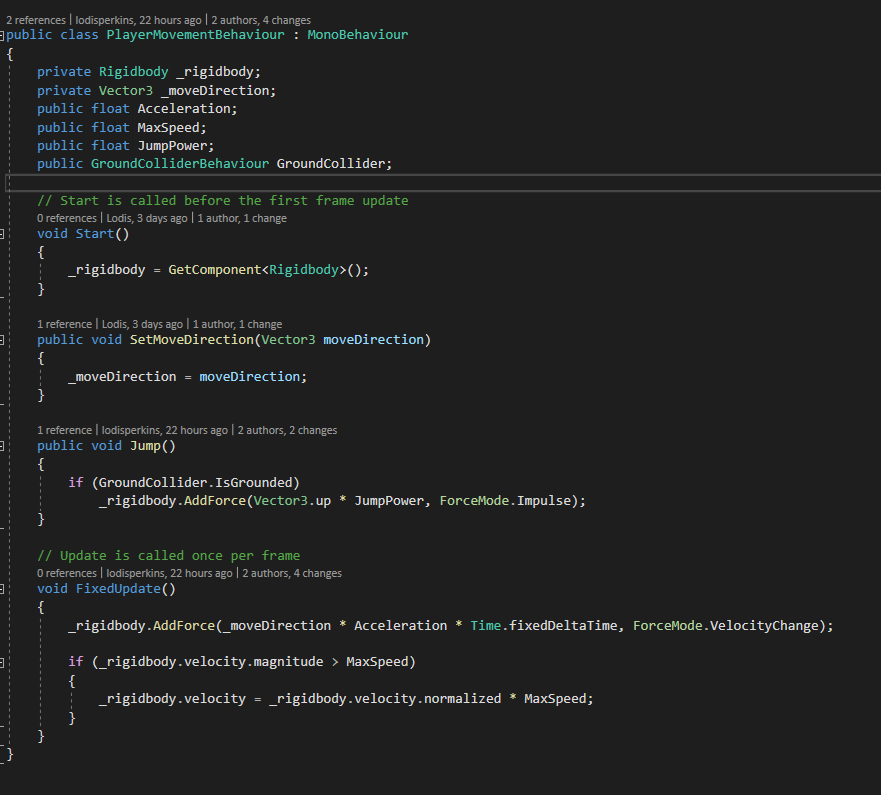 2 references | lodisperkins, 22 hours ago | 2 authors, 4 changes
public class PlayerMovementBehaviour : MonoBehaviour
{
    private Rigidbody _rigidbody;
    private Vector3 _moveDirection;
    public float Acceleration;
    public float MaxSpeed;
    public float JumpPower;
    public GroundColliderBehaviour GroundCollider;
    // Start is called before the first frame update
    0 references | Lodis, 3 days ago | 1 author, 1 change
    void Start()
    {
        _rigidbody = GetComponent<Rigidbody>();
    }
    1 reference | Lodis, 3 days ago | 1 author, 1 change
    public void SetMoveDirection(Vector3 moveDirection)
    {
        _moveDirection = moveDirection;
    }
    1 reference | lodisperkins, 22 hours ago | 2 authors, 2 changes
    public void Jump()
    {
        if (GroundCollider.IsGrounded)
            _rigidbody.AddForce(Vector3.up * JumpPower, ForceMode.Impulse);
    }
    // Update is called once per frame
    0 references | lodisperkins, 22 hours ago | 2 authors, 4 changes
    void FixedUpdate()
    {
        _rigidbody.AddForce(_moveDirection * Acceleration * Time.fixedDeltaTime, ForceMode.VelocityChange);
        if (_rigidbody.velocity.magnitude > MaxSpeed)
        {
            _rigidbody.velocity = _rigidbody.velocity.normalized * MaxSpeed;
        }
    }
}